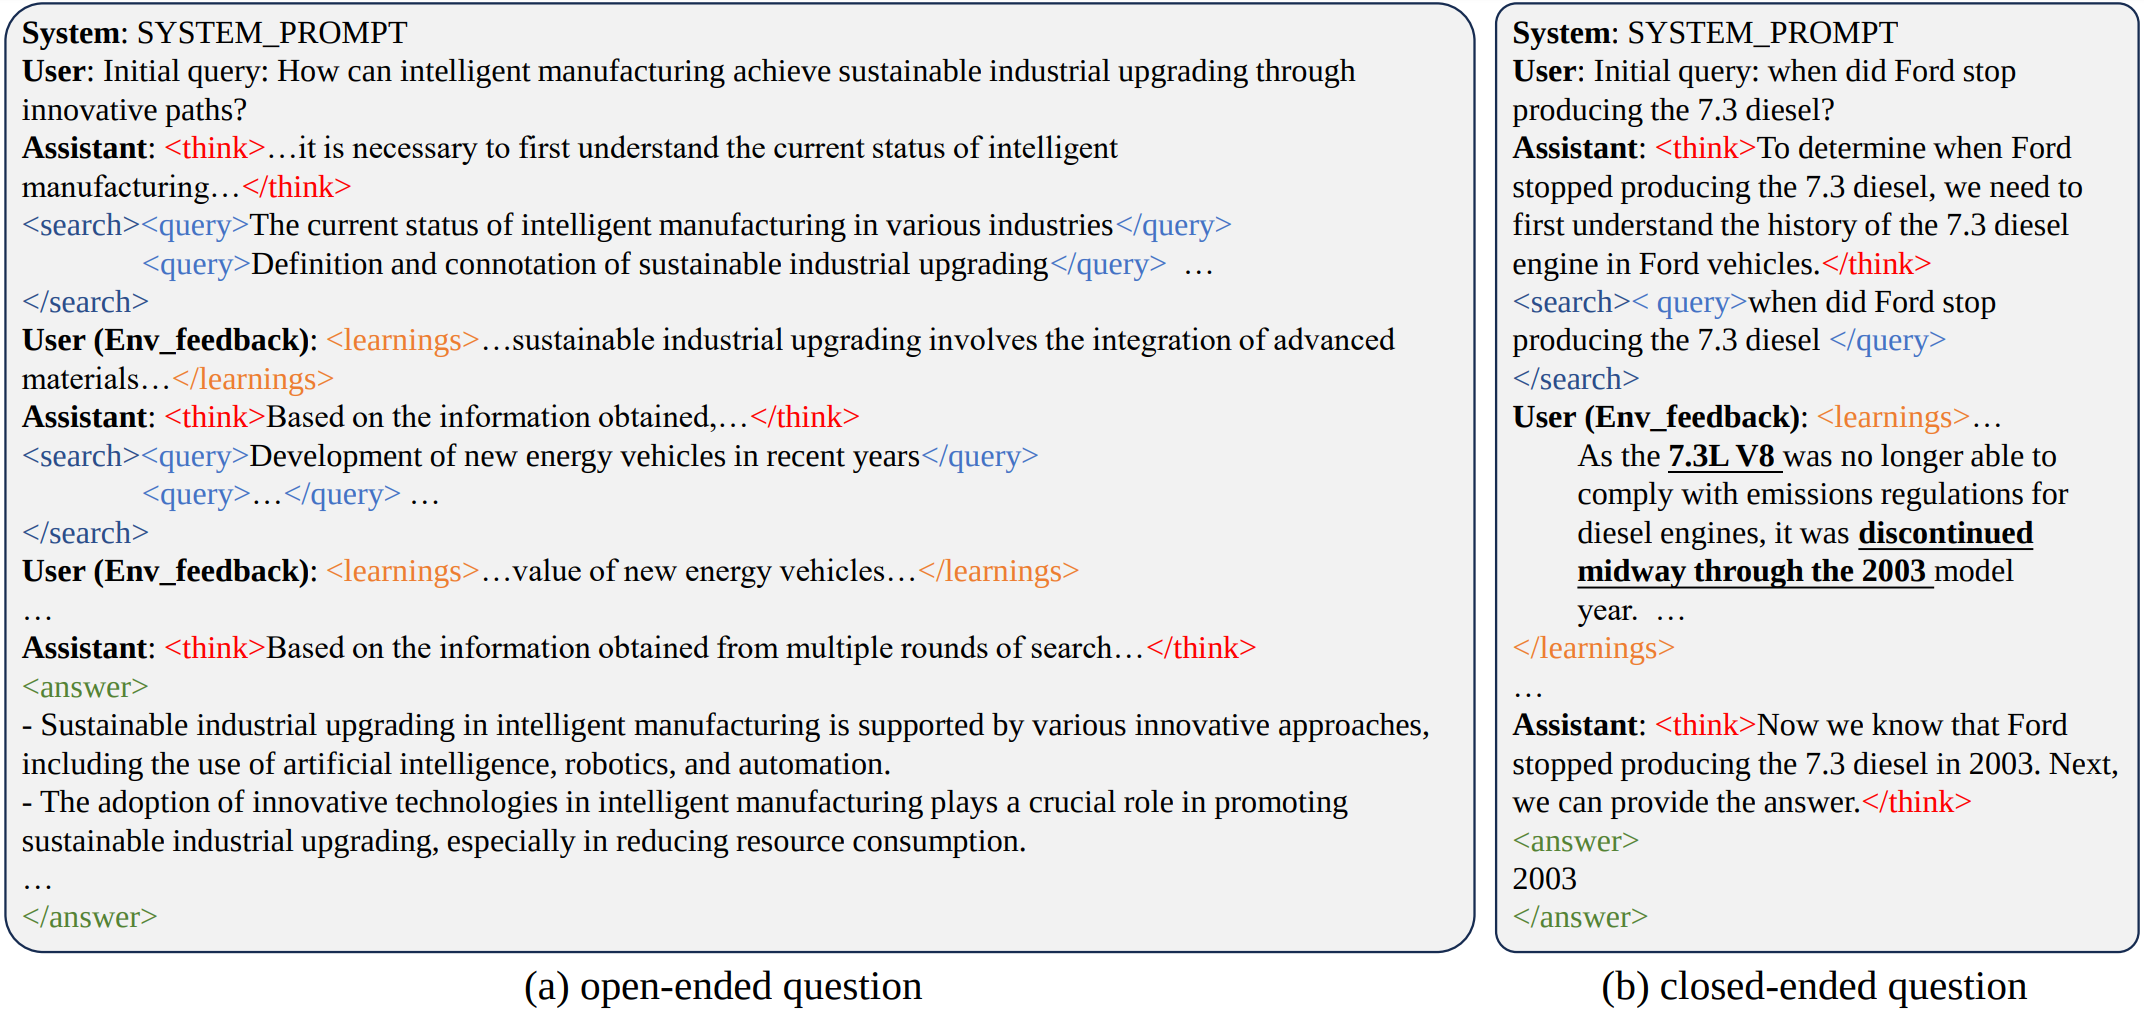 System: SYSTEM_PROMPT
User: Initial query: How can intelligent manufacturing achieve sustainable industrial upgrading through
innovative paths?
Assistant: <think>…it is necessary to first understand the current status of intelligent
manufacturing…</think>
<search><query>The current status of intelligent manufacturing in various industries</query>
<query>Definition and connotation of sustainable industrial upgrading</query> …
</search>
User (Env_feedback): <learnings>…sustainable industrial upgrading involves the integration of advanced
materials…</learnings>
Assistant: <think>Based on the information obtained,…</think>
<search><query>Development of new energy vehicles in recent years</query>
<query>…</query> …
</search>
User (Env_feedback): <learnings>…value of new energy vehicles…</learnings>
…
Assistant: <think>Based on the information obtained from multiple rounds of search…</think>
<answer>
- Sustainable industrial upgrading in intelligent manufacturing is supported by various innovative approaches,
including the use of artificial intelligence, robotics, and automation.
- The adoption of innovative technologies in intelligent manufacturing plays a crucial role in promoting
sustainable industrial upgrading, especially in reducing resource consumption.
…
</answer>
(a) open-ended question
System: SYSTEM_PROMPT
User: Initial query: when did Ford stop
producing the 7.3 diesel?
Assistant: <think>To determine when Ford
stopped producing the 7.3 diesel, we need to
first understand the history of the 7.3 diesel
engine in Ford vehicles.</think>
<search>< query>when did Ford stop
producing the 7.3 diesel </query>
</search>
User (Env_feedback): <learnings>…
As the 7.3L V8 was no longer able to
comply with emissions regulations for
diesel engines, it was discontinued
midway through the 2003 model
year. …
</learnings>
…
Assistant: <think>Now we know that Ford
stopped producing the 7.3 diesel in 2003. Next,
we can provide the answer.</think>
<answer>
2003
</answer>
(b) closed-ended question